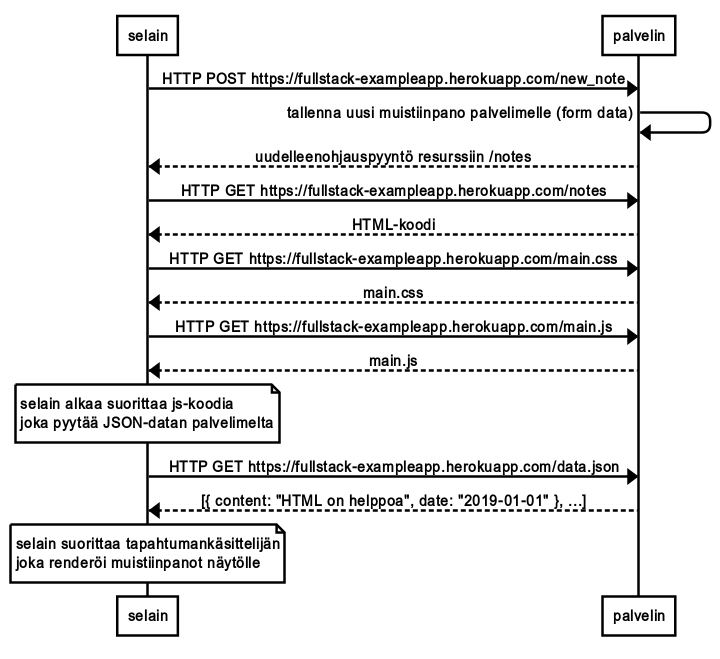 selain
palvelin
HTTP POST https://fullstack-exampleapp.herokuapp.com/new_note
tallenna uusi muistiinpano palvelimelle (form data)
uudelleenohjauspyyntö resurssiin /notes
HTTP GET https://fullstack-exampleapp.herokuapp.com/notes
HTML-koodi
HTTP GET https://fullstack-exampleapp.herokuapp.com/main.css
main.css
HTTP GET https://fullstack-exampleapp.herokuapp.com/main.js
main.js
selain alkaa suorittaa js-koodia
joka pyytää JSON-datan palvelimelta
HTTP GET https://fullstack-exampleapp.herokuapp.com/data.json
[{ content: "HTML on helppoa", date: "2019-01-01" }, ...]
selain suorittaa tapahtumankäsittelijän
joka renderöi muistiinpanot näytölle
selain
palvelin